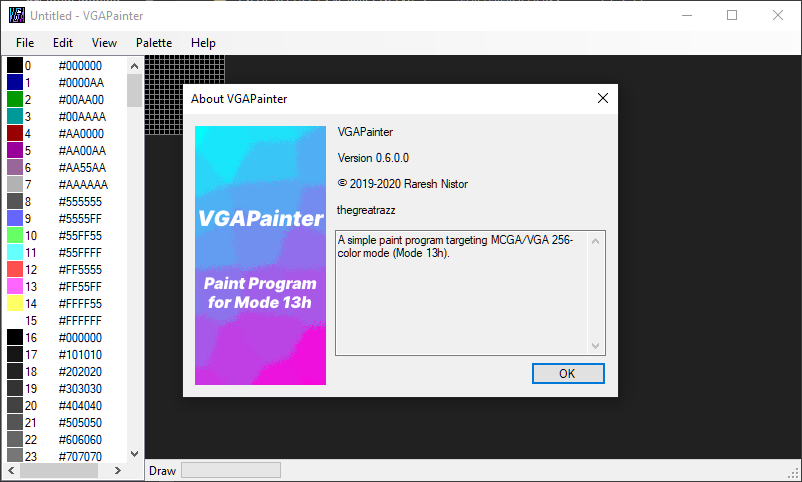 Untitled - VGAPainter
File Edit View Palette Help
0 #000000
1 #0000AA
2 #00AA00
3 #00AAAA
4 #AA0000
5 #AA00AA
6 #AA55AA
7 #AAAAAA
8 #555555
9 #5555FF
10 #55FF55
11 #55FFFF
12 #FF5555
13 #FF55FF
14 #FFFF55
15 #FFFFFF
16 #000000
17 #101010
18 #202020
19 #303030
20 #404040
21 #505050
22 #606060
23 #707070
About VGAPainter
VGAPainter
Paint Program
for Mode 13h
VGAPainter
Version 0.6.0.0
© 2019-2020 Raresh Nistor
thegreatrazz
A simple paint program targeting MCGA/VGA 256-
color mode (Mode 13h).
OK
Draw